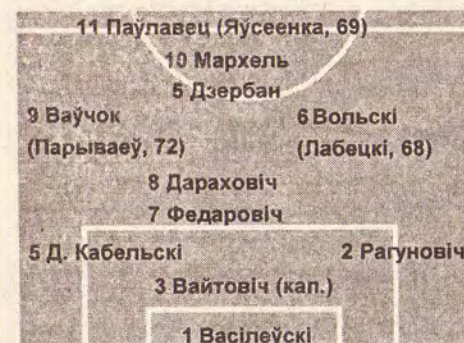 11 Паўлавец (Яўсеенка, 69)
10 Мархель
5 Дзербан
9 Ваўчок
(Парываеў, 72)
6 Вольскі
(Лабецкі, 68)
8 Дараховіч
7 Федаровіч
5 Д. Кабельскі 2 Рагуновіч
3 Вайтовіч (кап.)
1 Васілеўскі